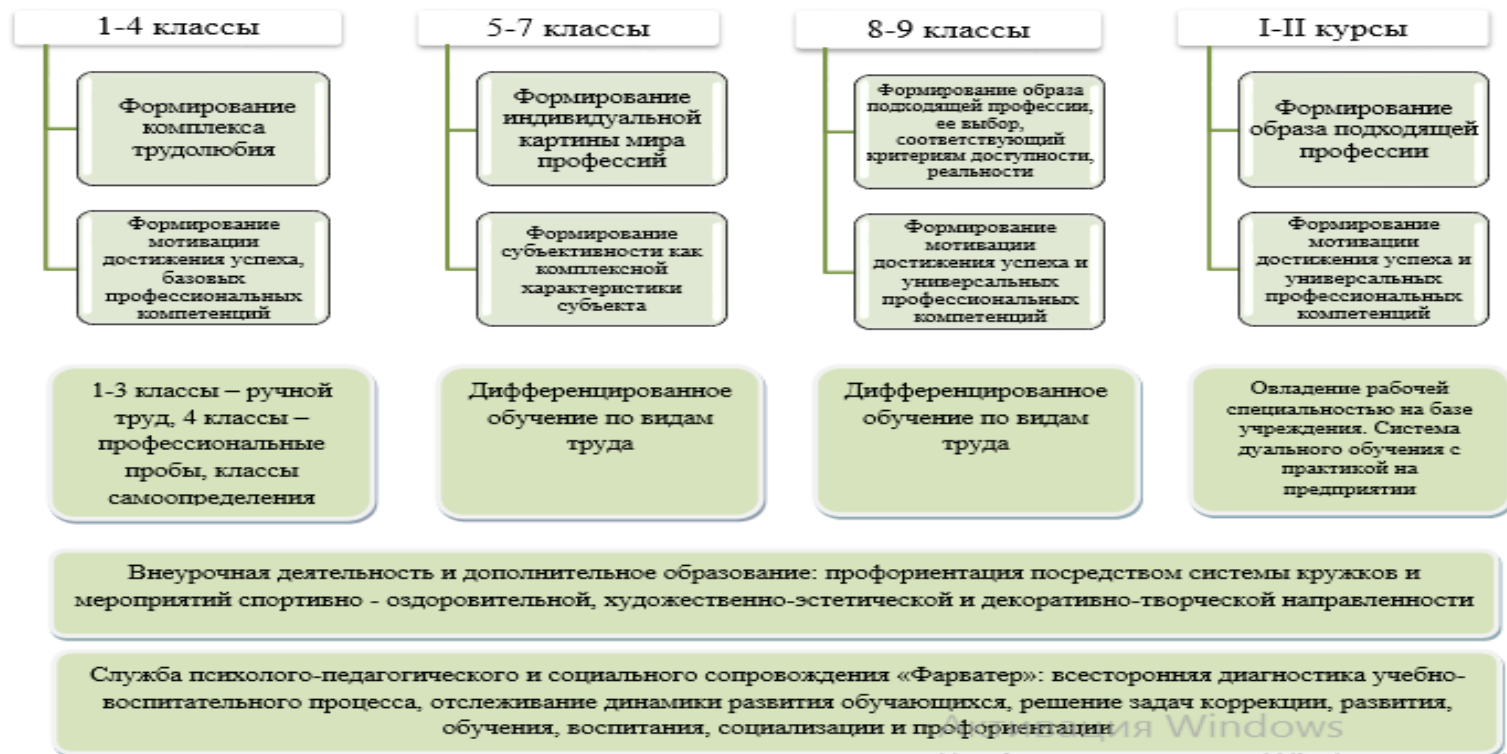 1-4 классы
Формирование
комплекса
трудолюбия
Формирование
мотивации
достижения успеха,
базовых
профессиональных
компетенций
1-3 классы – ручной
труд, 4 классы –
профессиональные
пробы, классы
самоопределения
5-7 классы
Формирование
индивидуальной
картины мира
профессий
Формирование
субъективности как
комплексной
характеристики
субъекта
Дифференцированное
обучение по видам
труда
8-9 классы
Формирование образа
подходящей профессии,
ее выбор,
соответствующий
критериям доступности,
реальности
Формирование
мотивации
достижения успеха и
универсальных
профессиональных
компетенций
Дифференцированное
обучение по видам
труда
I-II курсы
Формирование
образа подходящей
профессии
Формирование
мотивации
достижения успеха и
универсальных
профессиональных
компетенций
Овладение рабочей
специальностью на базе
учреждения. Система
дуального обучения с
практикой на
предприятии
Внеурочная деятельность и дополнительное образование: профориентация посредством системы кружков и
мероприятий спортивно - оздоровительной, художественно-эстетической и декоративно-творческой направленности
Служба психолого-педагогического и социального сопровождения «Фарватер»: всесторонняя диагностика учебно-
воспитательного процесса, отслеживание динамики развития обучающихся, решение задач коррекции, развития,
обучения, воспитания, социализации и профориентации
Активация Windows